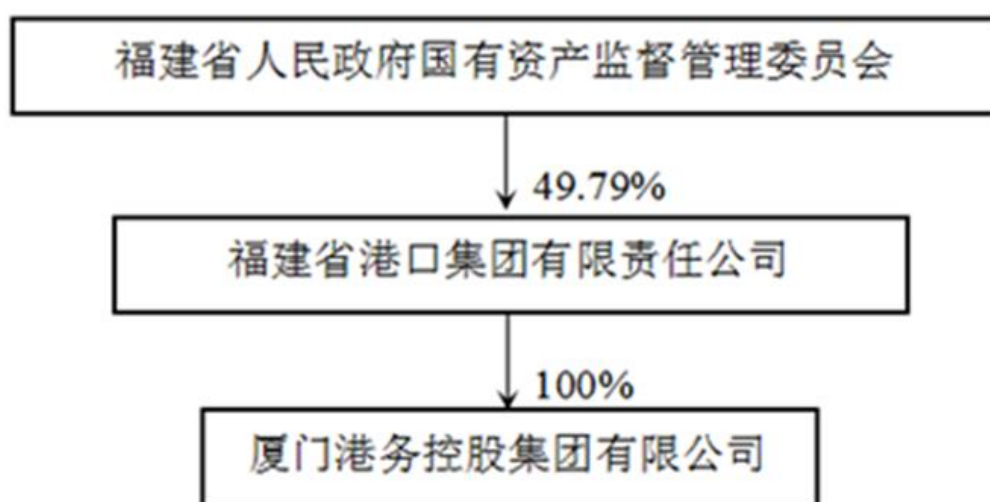 福建省人民政府国有资产监督管理委员会
49.79%
福建省港口集团有限责任公司
100%
厦门港务控股集团有限公司